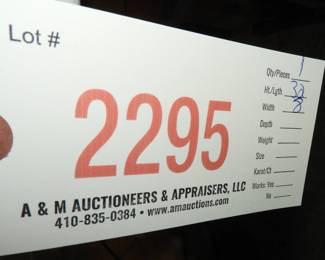 Lot #
2295
Qty/Pieces 1
Ht./Lgth
Width 8
Depth
Weight
Size
Karat/Ct
Works: Yes
No
A & M AUCTIONEERS & APPRAISERS, LLC
410-835-0384 • www.amauctions.com